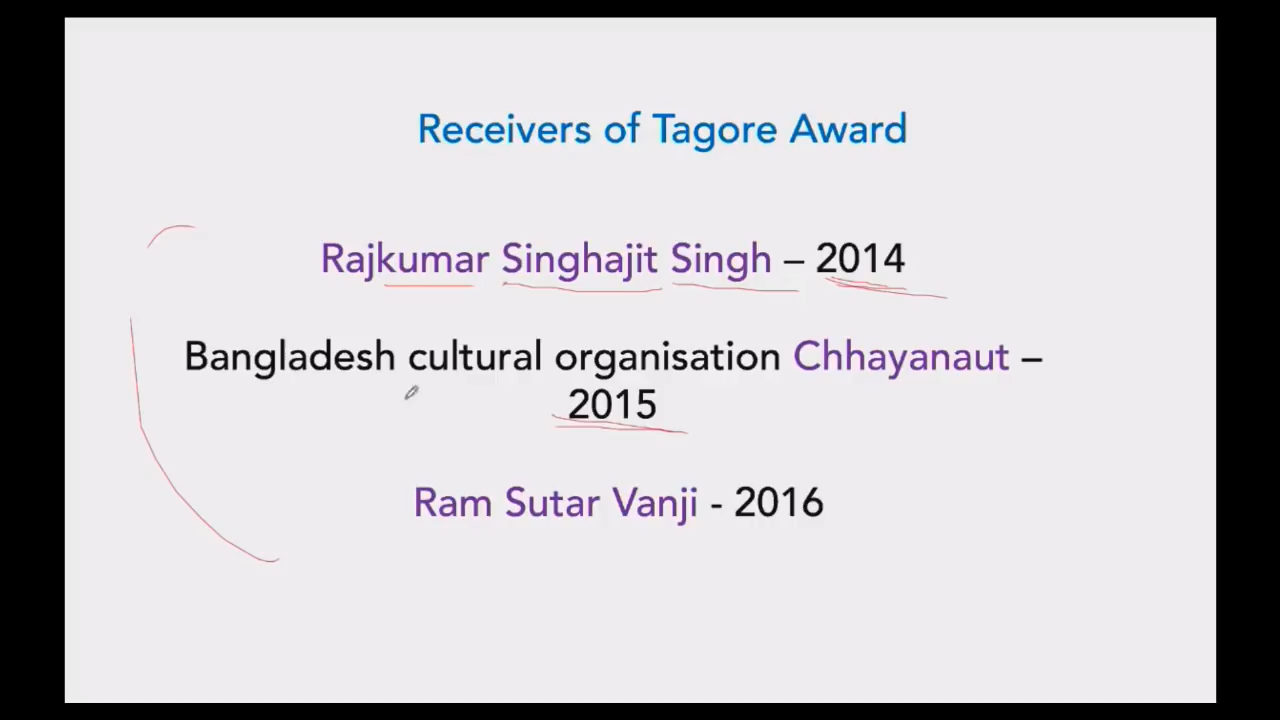 Receivers of Tagore Award
Rajkumar Singhajit Singh – 2014
Bangladesh cultural organisation Chhayanaut –
2015
Ram Sutar Vanji - 2016